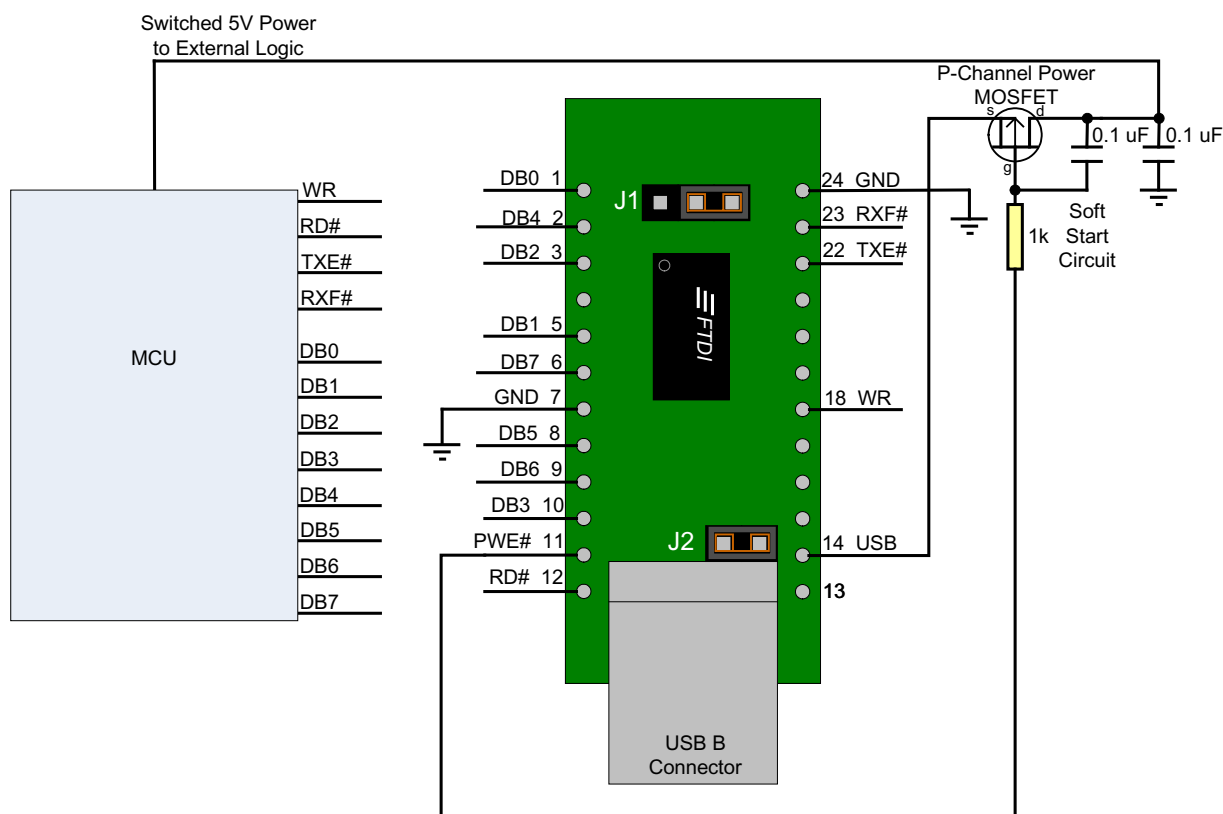 Switched 5V Power
to External Logic
P-Channel Power
MOSFET
s
d
g
0.1 uF
0.1 uF
1k
Soft
Start
Circuit
MCU
WR
RD#
TXE#
RXF#
DB0
DB1
DB2
DB3
DB4
DB5
DB6
DB7
DB0 1
DB4 2
DB2 3
DB1 5
DB7 6
GND 7
DB5 8
DB6 9
DB3 10
PWE# 11
RD# 12
J1
FTDI
J2
24 GND
23 RXF#
22 TXE#
18 WR
14 USB
13
USB B
Connector